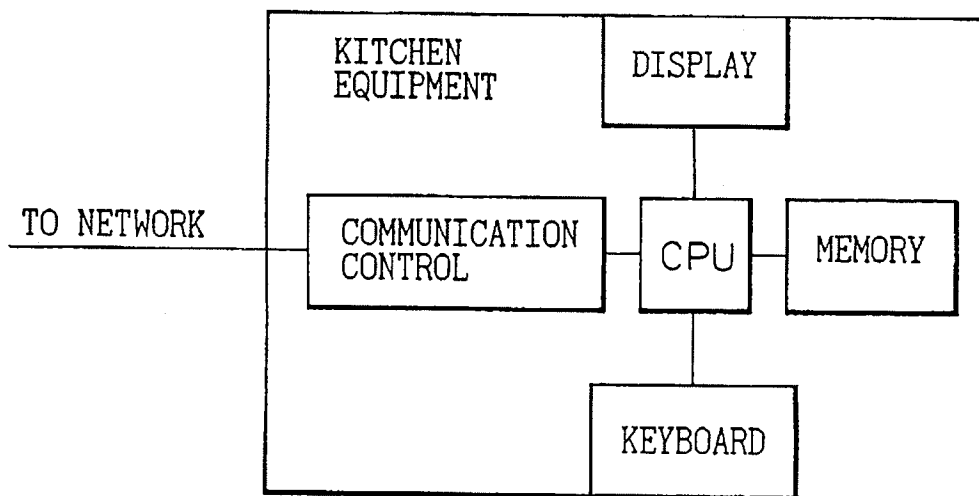 KITCHEN
EQUIPMENT
DISPLAY
TO NETWORK
COMMUNICATION
CONTROL
CPU
MEMORY
KEYBOARD